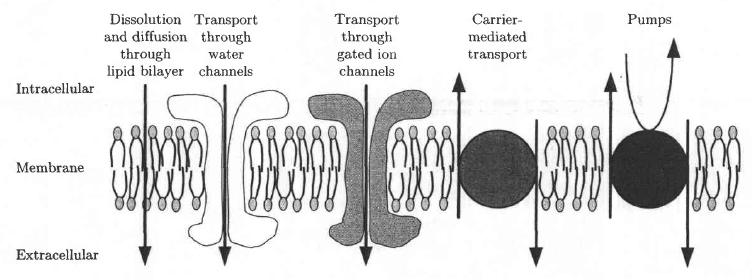 Dissolution
and diffusion
through
lipid bilayer
Transport
through
water
channels
Transport
through
gated ion
channels
Carrier-
mediated
transport
Pumps
Intracellular
Membrane
Extracellular